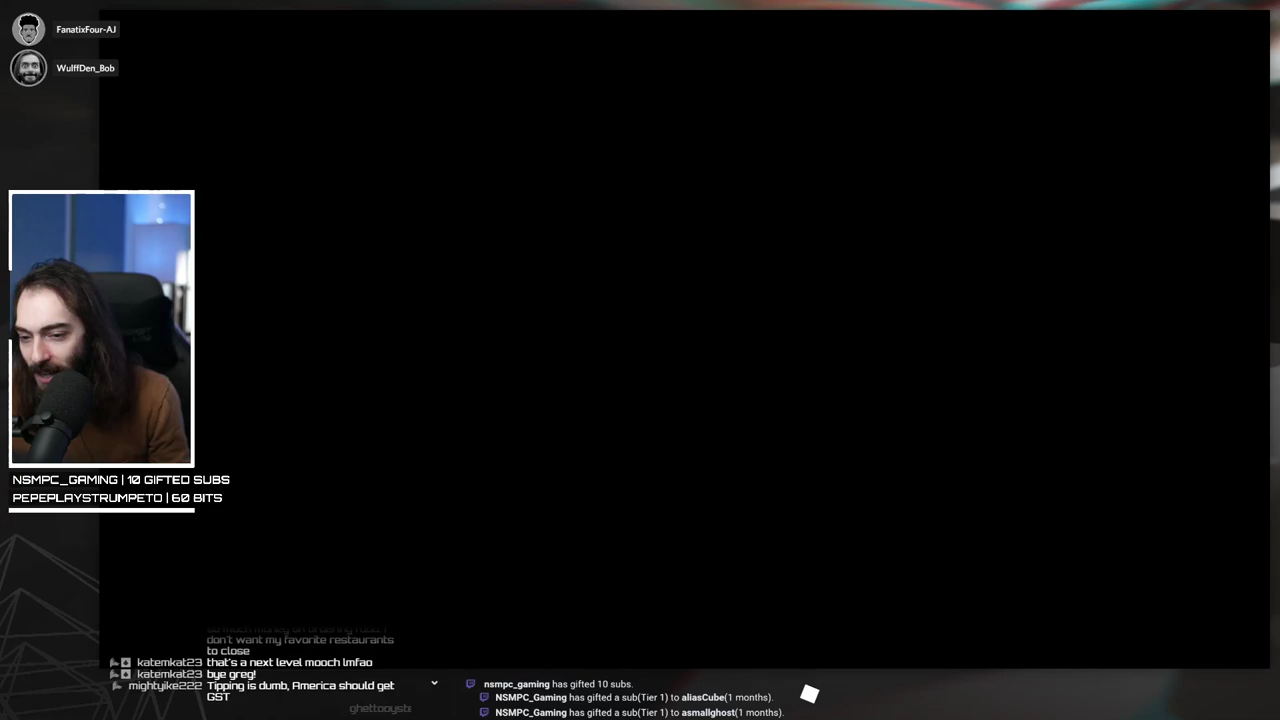 FanatixFour-AJ
WulffDen_Bob
NSMPC_GAMING | 10 GIFTED SUBS
PEPEPLAYSTRUMPETO | 60 BITS
don't want my favorite restaurants
to close
katemkat23 that's a next level mooch lmfao
katemkat23 bye greg!
mightyike222 Tipping is dumb, America should get
GST
nsmpc_gaming has gifted 10 subs.
NSMPC_Gaming has gifted a sub(Tier 1) to aliasCube(1 months).
NSMPC_Gaming has gifted a sub(Tier 1) to asmallghost(1 months).